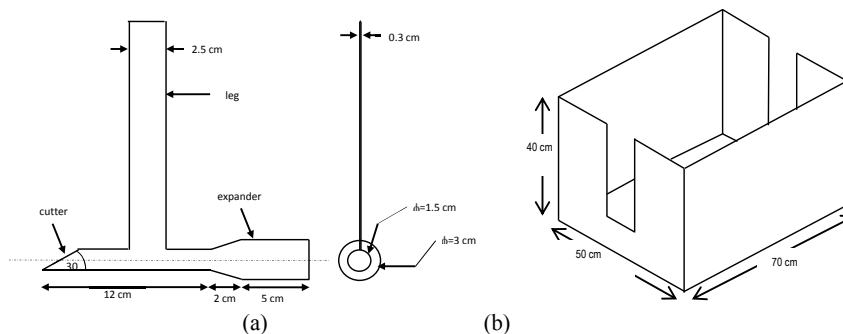 2.5 cm
leg
cutter
expander
30
12 cm
2 cm
5 cm
(a)
0.3 cm
=1.5 cm
=3 cm
(b)
40 cm
50 cm
70 cm